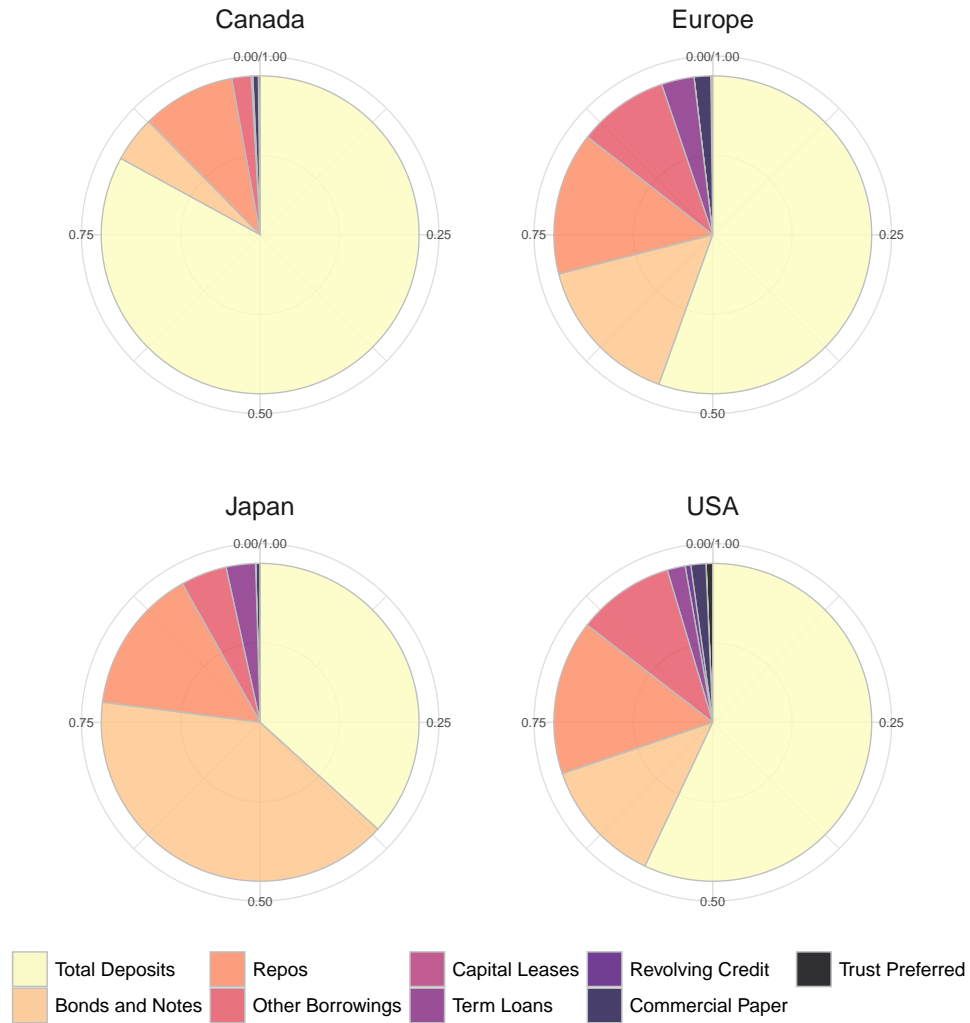 Canada
Europe
0.00/1.00
0.00/1.00
0.75
0.25
0.75
0.25
0.50
0.50
Japan
USA
0.00/1.00
0.00/1.00
0.75
0.25
0.75
0.25
0.50
0.50
Total Deposits
Repos
Capital Leases
Revolving Credit
Trust Preferred
Bonds and Notes
Other Borrowings
Term Loans
Commercial Paper